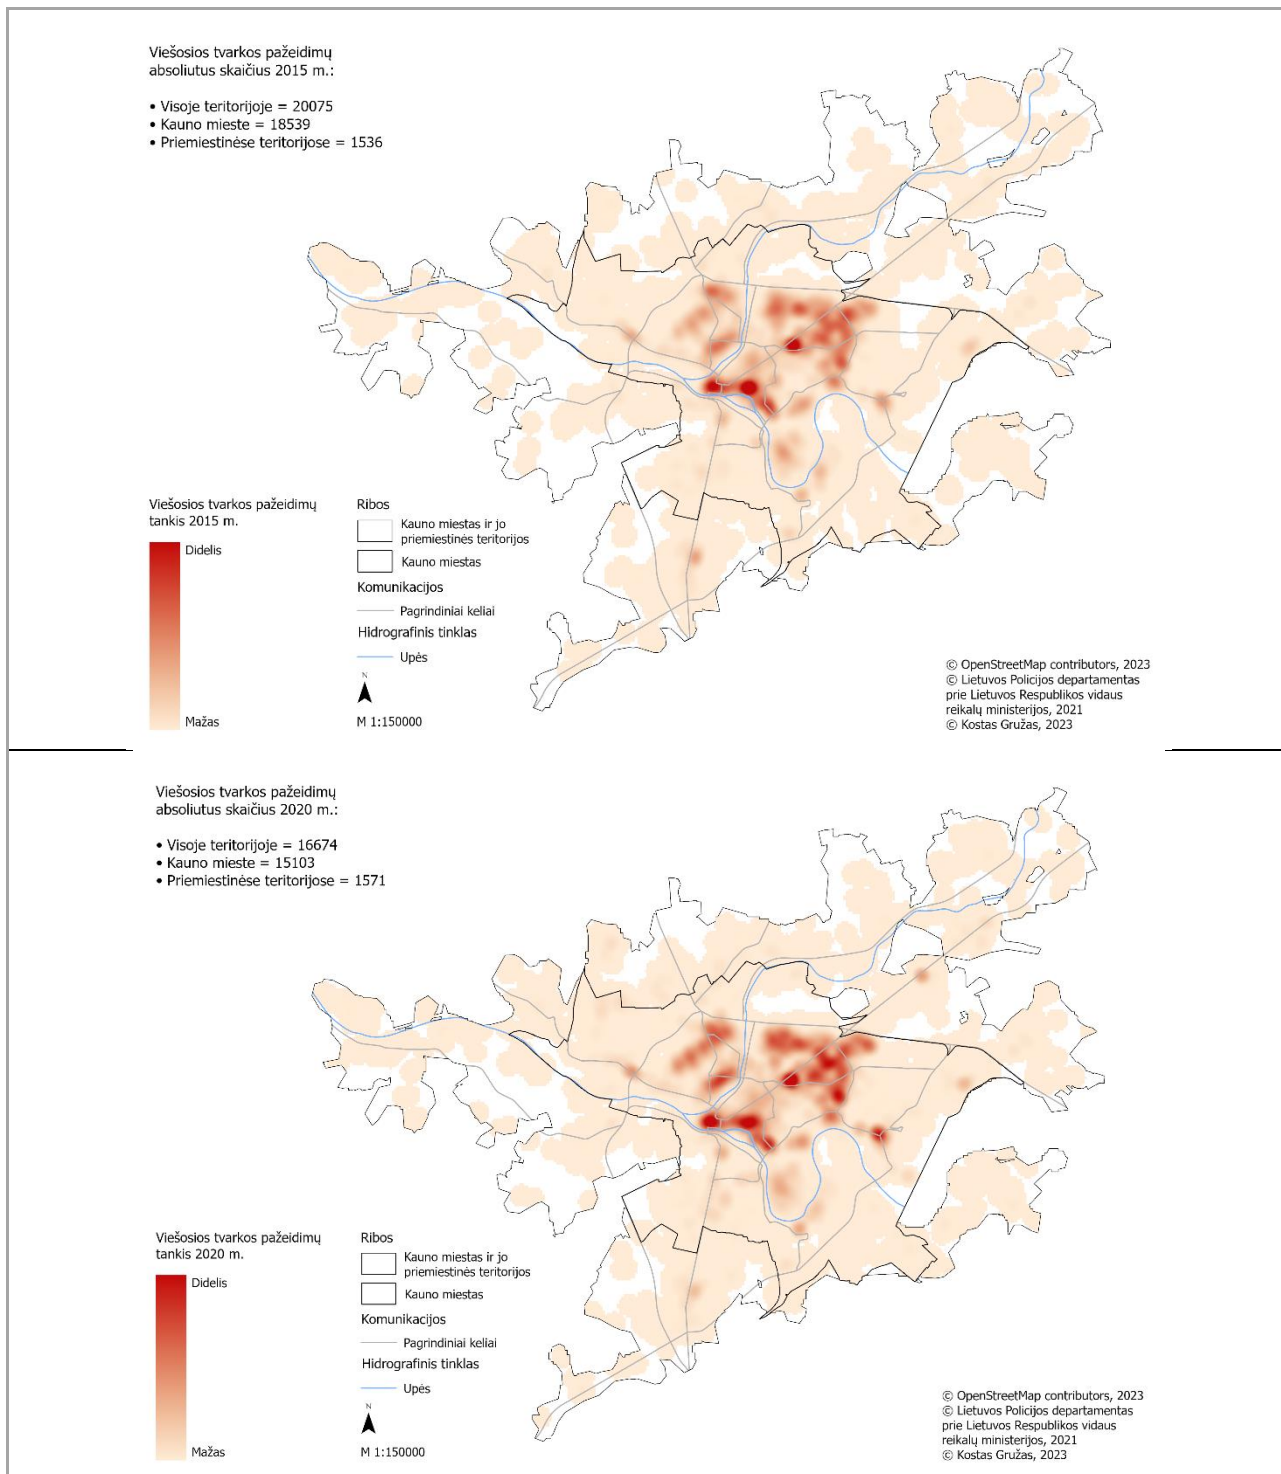 Viešosios tvarkos pažeidimų
absoliutus skaičius 2015 m.:
• Visoje teritorijoje = 20075
• Kauno mieste = 18539
• Priemiestinėse teritorijose = 1536
Viešosios tvarkos pažeidimų
tankis 2015 m.
Didelis
Mažas
Ribos
Kauno miestas ir jo
priemiestinės teritorijos
Kauno miestas
Komunikacijos
Pagrindiniai keliai
Hidrografinis tinklas
Upės
N
M 1:150000
© OpenStreetMap contributors, 2023
© Lietuvos Policijos departamentas
prie Lietuvos Respublikos vidaus
reikalų ministerijos, 2021
© Kostas Gružas, 2023
Viešosios tvarkos pažeidimų
absoliutus skaičius 2020 m.:
• Visoje teritorijoje = 16674
• Kauno mieste = 15103
• Priemiestinėse teritorijose = 1571
Viešosios tvarkos pažeidimų
tankis 2020 m.
Didelis
Mažas
Ribos
Kauno miestas ir jo
priemiestinės teritorijos
Kauno miestas
Komunikacijos
Pagrindiniai keliai
Hidrografinis tinklas
Upės
N
M 1:150000
© OpenStreetMap contributors, 2023
© Lietuvos Policijos departamentas
prie Lietuvos Respublikos vidaus
reikalų ministerijos, 2021
© Kostas Gružas, 2023